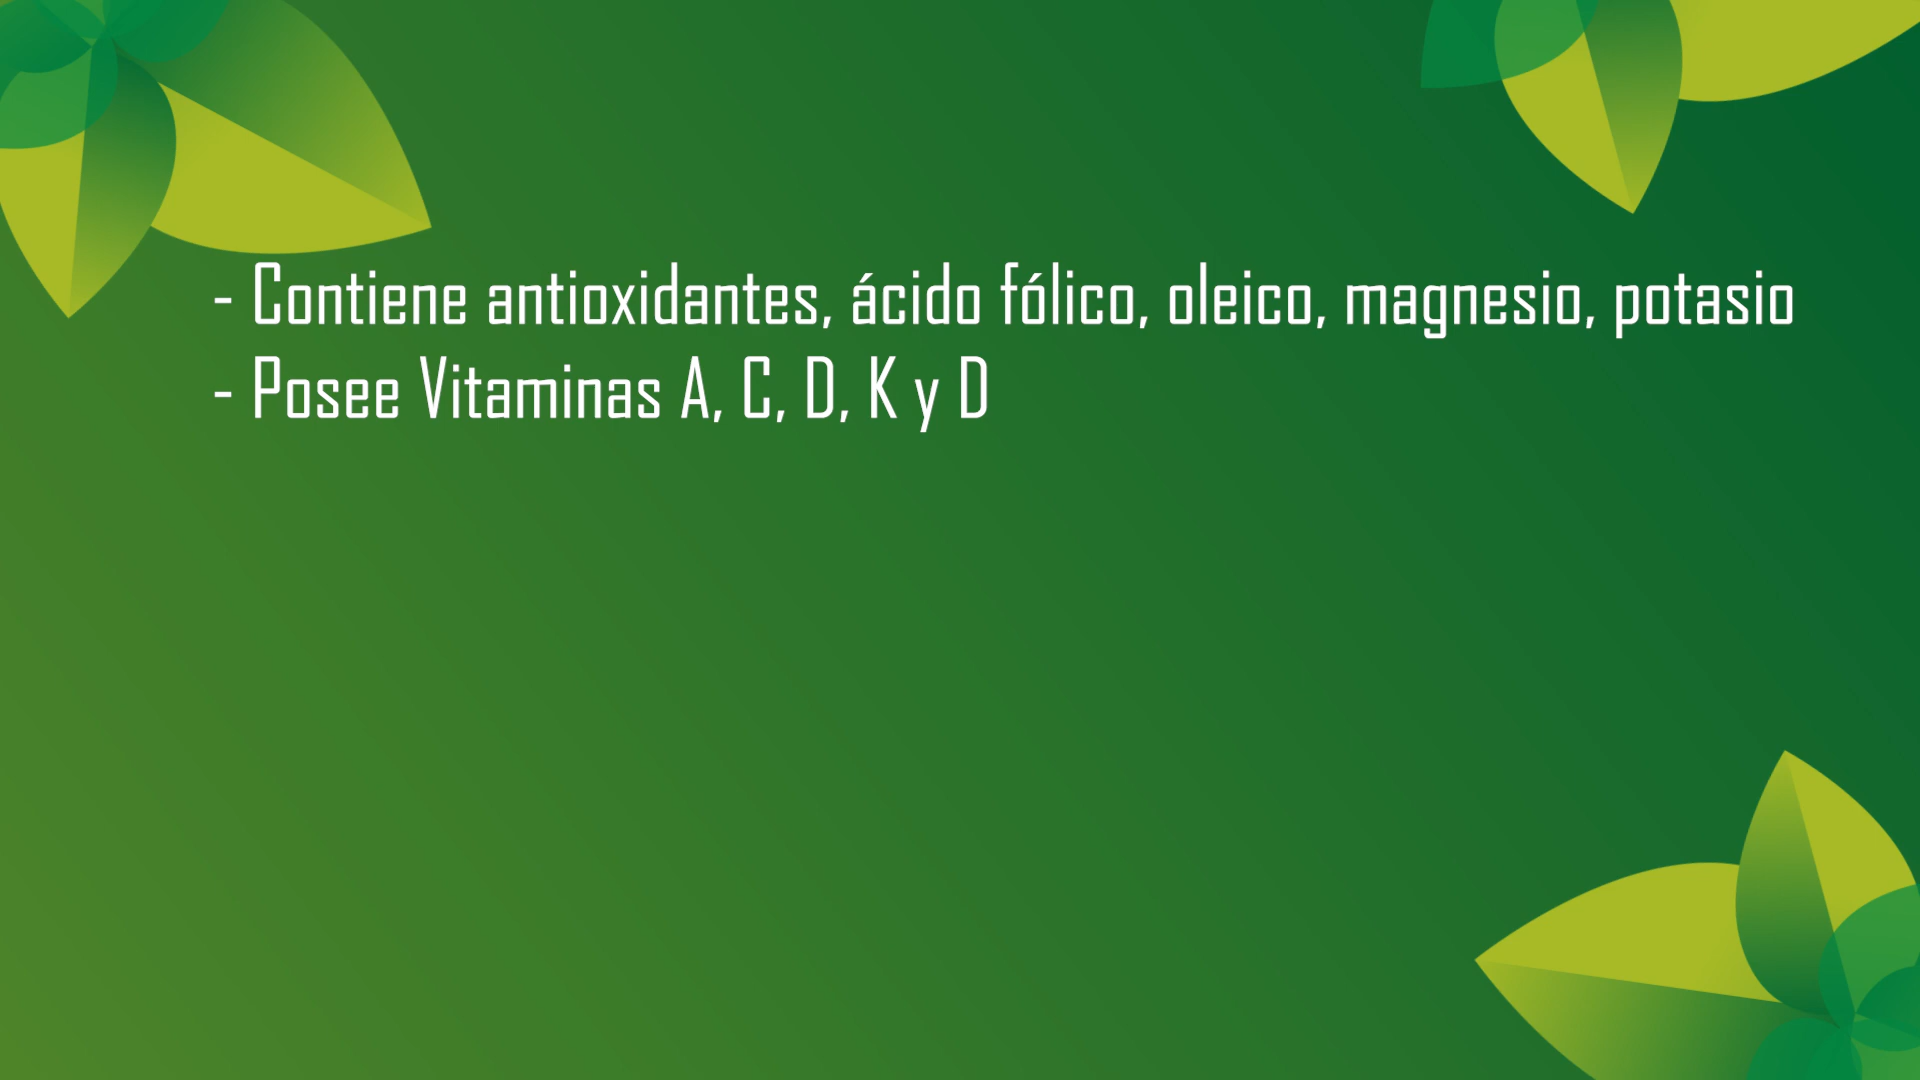 - Contiene antioxidantes, ácido fólico, oleico, magnesio, potasio
- Posee Vitaminas A, C, D, K y D